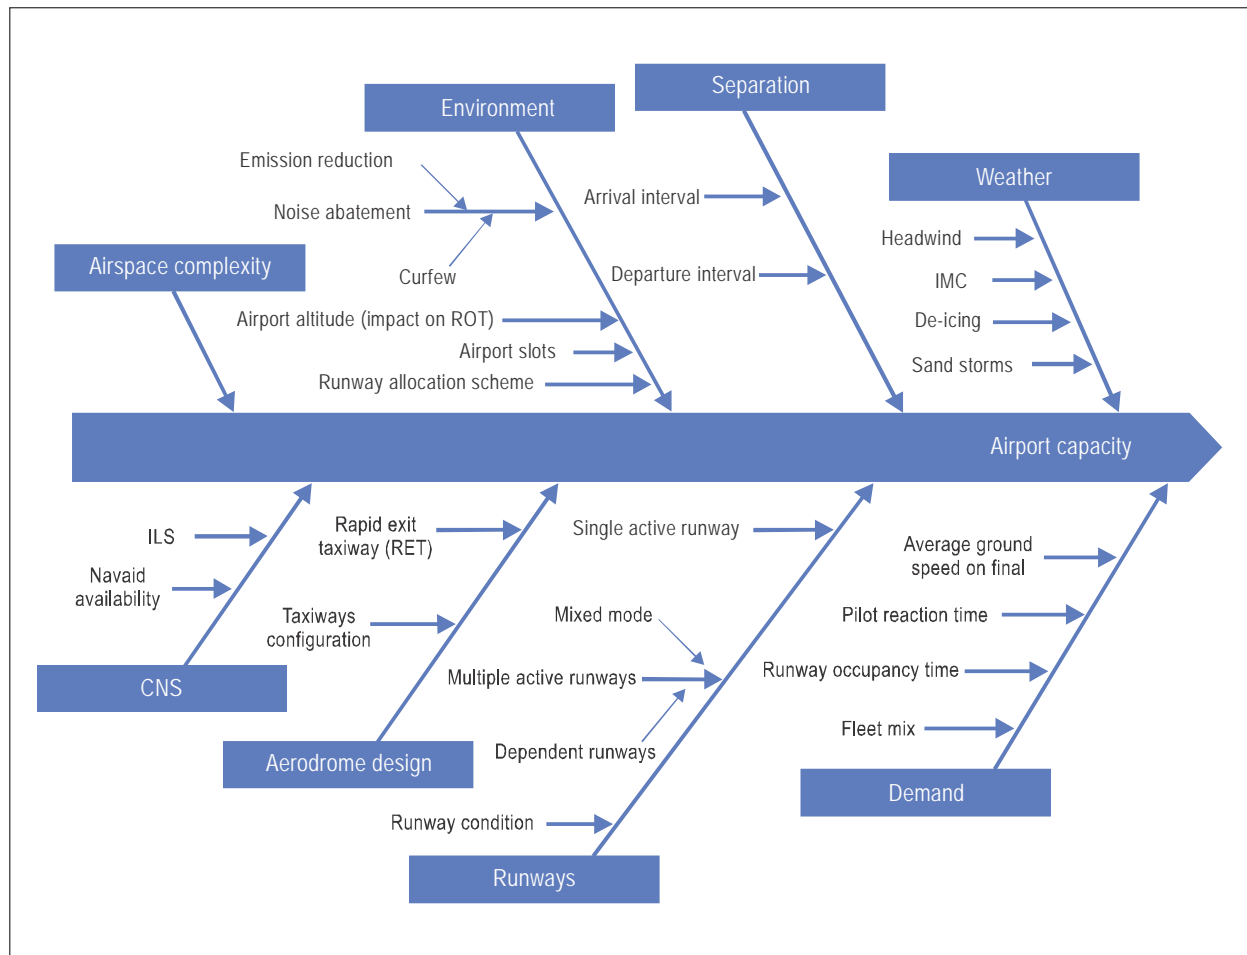 Separation
Environment
Emission reduction
Weather
Arrival interval
Noise abatement
Headwind
Airspace complexity
Curfew
Departure interval
IMC
Airport altitude (impact on ROT)
De-icing
Airport slots
Sand storms
Runway allocation scheme
Airport capacity
ILS
Rapid exit
taxiway (RET)
Single active runway
Average ground
speed on final
Navaid
availability
Taxiways
configuration
Mixed mode
Pilot reaction time
CNS
Multiple active runways
Runway occupancy time
Fleet mix
Dependent runways
Aerodrome design
Demand
Runway condition
Runways